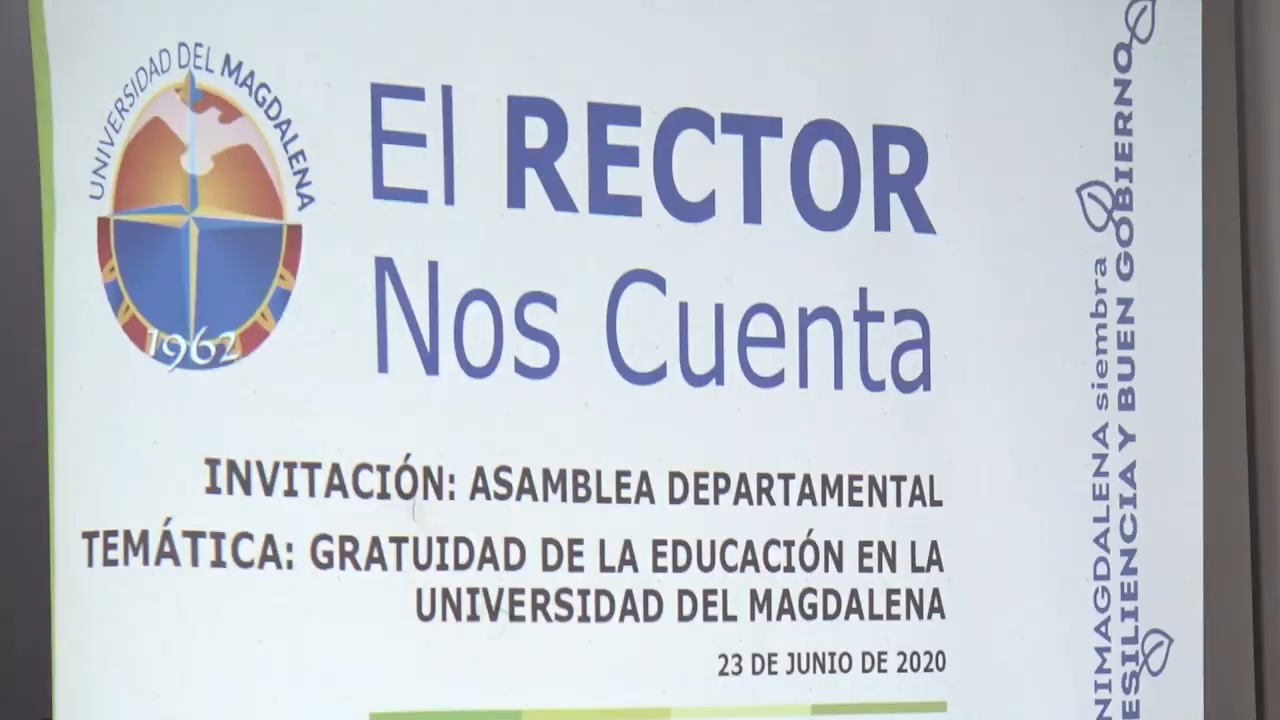 UNIVERSIDAD DEL MAGDALENA
1962
El RECTOR
Nos Cuenta
INVITACIÓN: ASAMBLEA DEPARTAMENTAL
TEMÁTICA: GRATUIDAD DE LA EDUCACIÓN EN LA
UNIVERSIDAD DEL MAGDALENA
23 DE JUNIO DE 2020
NIMAGDALENA siembra
ESILIENCIA Y BUEN GOBIERNO